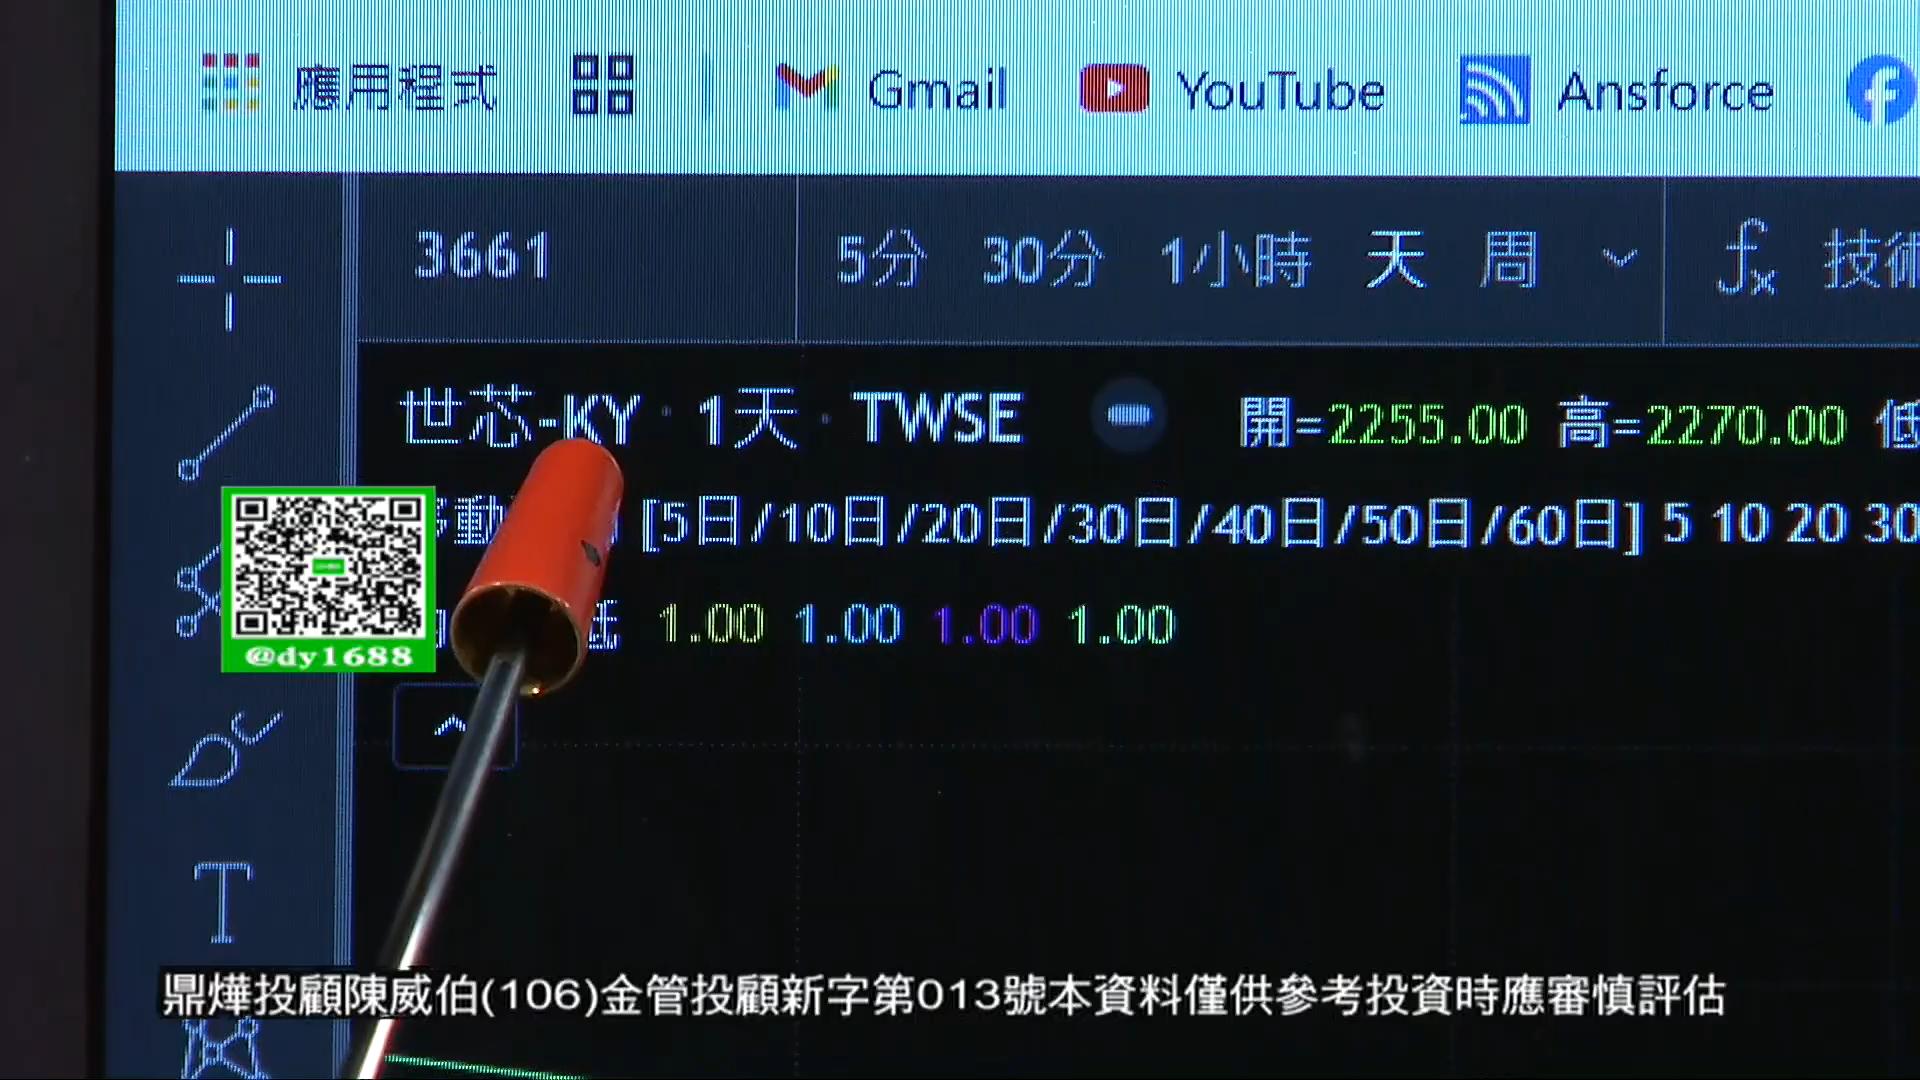 應用程式 Gmail YouTube Ansforce
3661 5分 30分 1小時 天 周 fx 技術
世芯-KY · 1天 · TWSE 開=2255.00 高=2270.00 低
[5日/10日/20日/30日/40日/50日/60日] 5 10 20 30
1.00 1.00 1.00 1.00
@dy1688
T
鼎燁投顧陳威伯(106)金管投顧新字第013號本資料僅供參考投資時應審慎評估